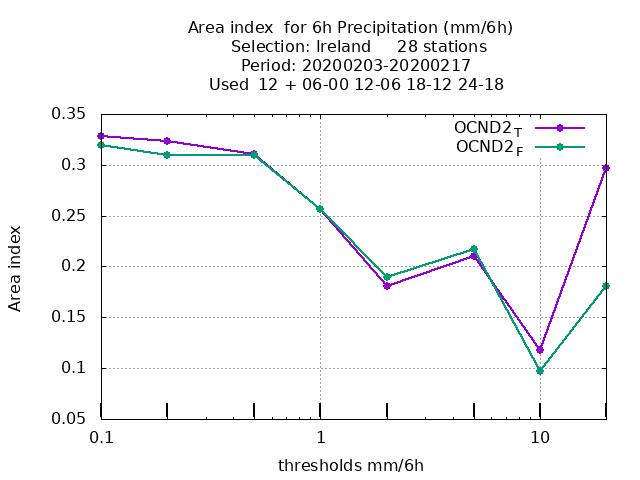 Area index  for 6h Precipitation (mm/6h)
Selection: Ireland     28 stations
Period: 20200203-20200217
Used  12 + 06-00 12-06 18-12 24-18
OCND2T
OCND2F
0.35
0.3
0.25
0.2
0.15
0.1
0.05
Area index
0.1
1
10
thresholds mm/6h